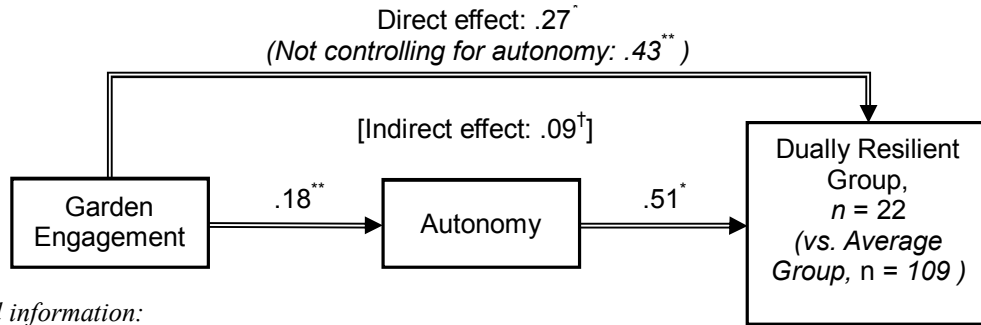 Direct effect: .27*
(Not controlling for autonomy: .43**)
[Indirect effect: .09†]
Garden
Engagement
.18**
Autonomy
.51*
Dually Resilient
Group,
n = 22
(vs. Average
Group, n = 109 )
information: